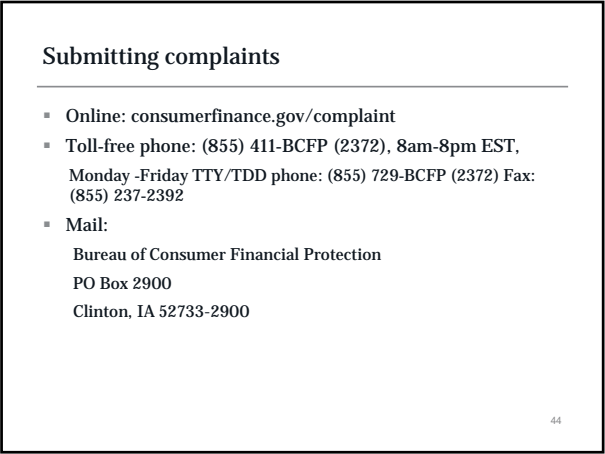 Submitting complaints
Online: consumerfinance.gov/complaint
Toll-free phone: (855) 411-BCFP (2372), 8am-8pm EST,
Monday -Friday TTY/TDD phone: (855) 729-BCFP (2372) Fax:
(855) 237-2392
Mail:
Bureau of Consumer Financial Protection
PO Box 2900
Clinton, IA 52733-2900
44